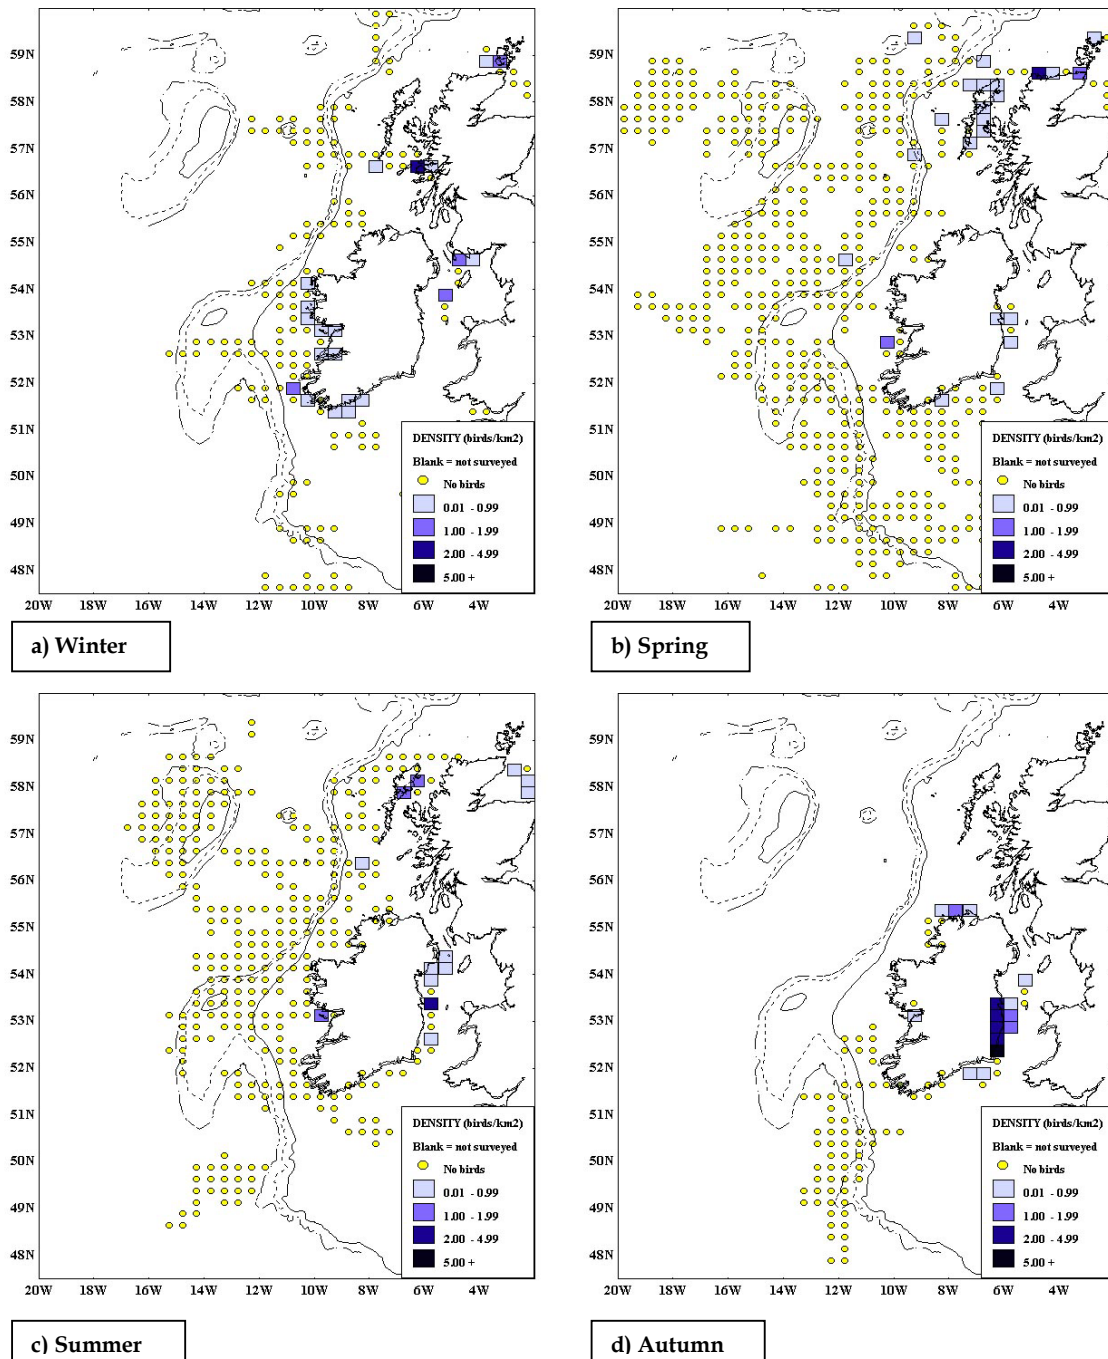 59N
58N
57N
56N
55N
54N
53N
52N
51N
50N
49N
48N
20W 16W 14W 12W 10W 8W 6W 4W
DENSITY (birds/km2)
Blank = not surveyed
No birds
0.01 - 0.99
1.00 - 1.99
2.00 - 4.99
5.00 +
a) Winter
59N
58N
57N
56N
55N
54N
53N
52N
51N
50N
49N
48N
20W 16W 14W 12W 10W 8W 6W 4W
DENSITY (birds/km2)
Blank = not surveyed
No birds
0.01 - 0.99
1.00 - 1.99
2.00 - 4.99
5.00 +
b) Spring
59N
58N
57N
56N
55N
54N
53N
52N
51N
50N
49N
48N
20W 16W 14W 12W 10W 8W 6W 4W
DENSITY (birds/km2)
Blank = not surveyed
No birds
0.01 - 0.99
1.00 - 1.99
2.00 - 4.99
5.00 +
c) Summer
59N
58N
57N
56N
55N
54N
53N
52N
51N
50N
49N
48N
20W 16W 14W 12W 10W 8W 6W 4W
DENSITY (birds/km2)
Blank = not surveyed
No birds
0.01 - 0.99
1.00 - 1.99
2.00 - 4.99
5.00 +
d) Autumn